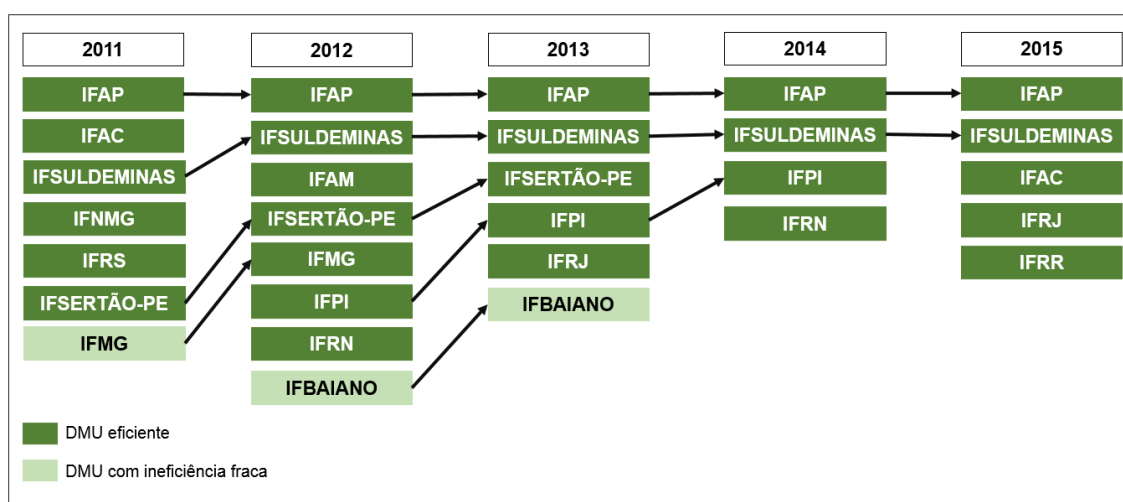 2011
IFAP
IFAC
IFSULDEMINAS
IFNMG
IFRS
IFSERTÃO-PE
IFMG
2012
IFAP
IFSULDEMINAS
IFAM
IFSERTÃO-PE
IFMG
IFPI
IFRN
IFBAIANO
2013
IFAP
IFSULDEMINAS
IFSERTÃO-PE
IFPI
IFRJ
IFBAIANO
2014
IFAP
IFSULDEMINAS
IFPI
IFRN
2015
IFAP
IFSULDEMINAS
IFAC
IFRJ
IFRR
DMU eficiente
DMU com ineficiência fraca